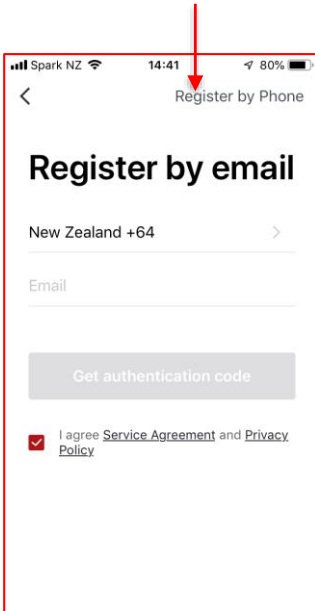 Spark NZ 14:41 80%
Register by Phone
Register by email
New Zealand +64
Email
Get authentication code
I agree Service Agreement and Privacy
Policy